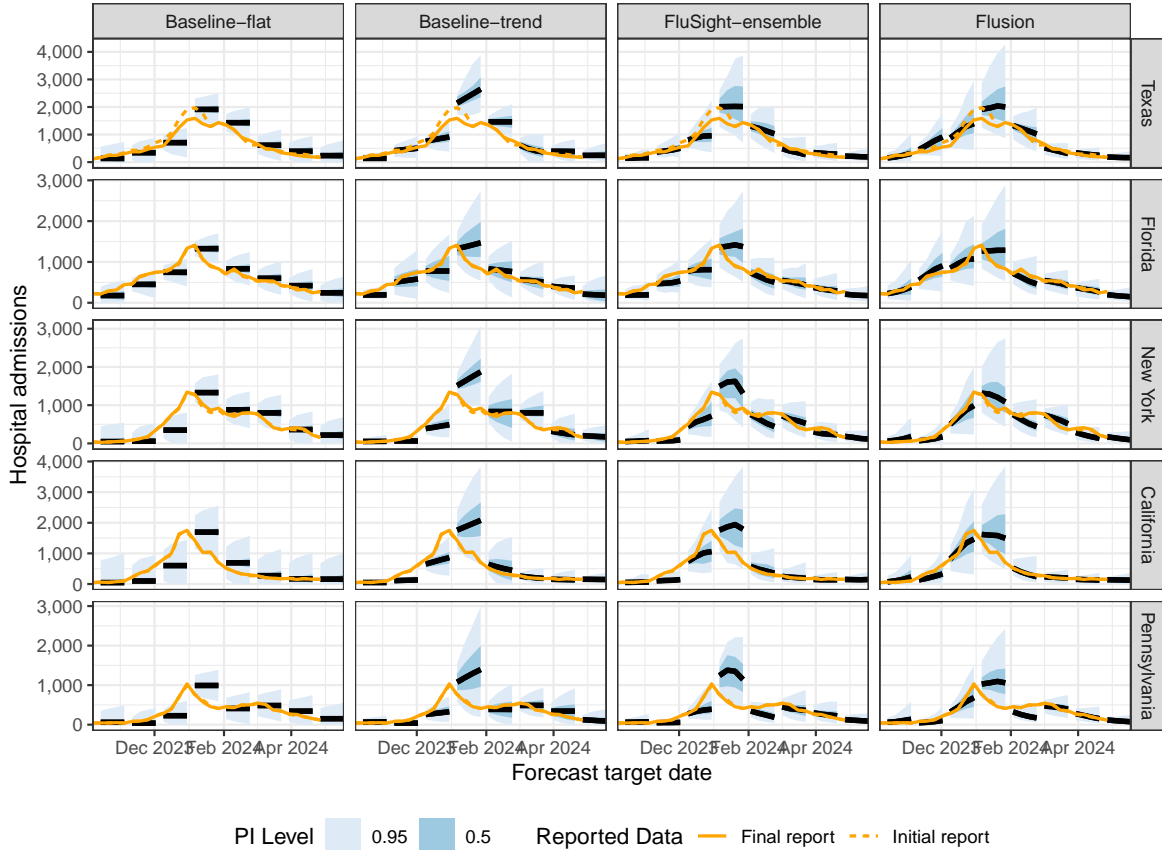 Baseline−flat Baseline−trend FluSight−ensemble Flusion
4,000
3,000
2,000
1,000
0
Texas
3,000
2,000
1,000
0
Florida
3,000
2,000
1,000
0
New York
4,000
3,000
2,000
1,000
0
California
3,000
2,000
1,000
0
Pennsylvania
Hospital admissions
Dec 2023 Feb 2024 Apr 2024 Dec 2023 Feb 2024 Apr 2024 Dec 2023 Feb 2024 Apr 2024 Dec 2023 Feb 2024 Apr 2024
Forecast target date
PI Level 0.95 0.5 Reported Data Final report Initial report